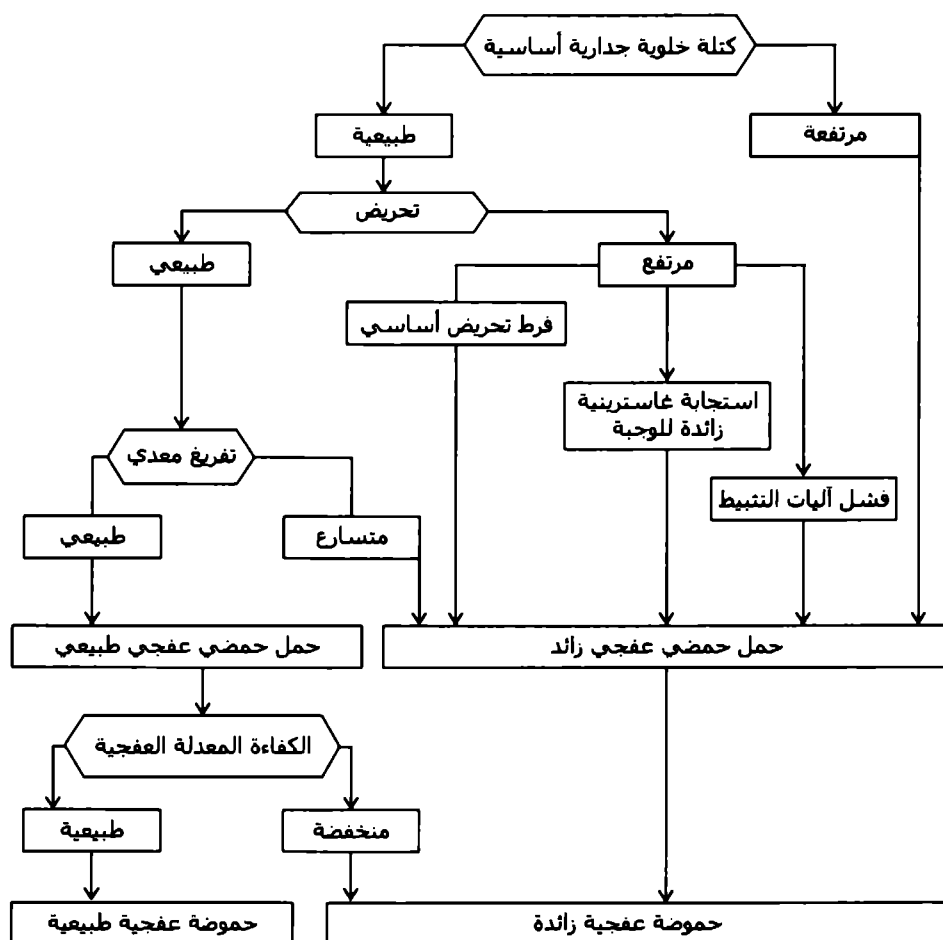 كتلة خلوية جدارية أساسية
طبيعية
مرتفعة
تحريض
طبيعي
مرتفع
فرط تحريض أساسي
استجابة غاسترينية
زائدة للوجبة
تفريغ معدي
فشل آليات التثبيط
طبيعي
متسارع
حمل حمضي عفجي طبيعي
حمل حمضي عفجي زائد
الكفاءة المعدلة العفجية
طبيعية
منخفضة
حموضة عفجية طبيعية
حموضة عفجية زائدة